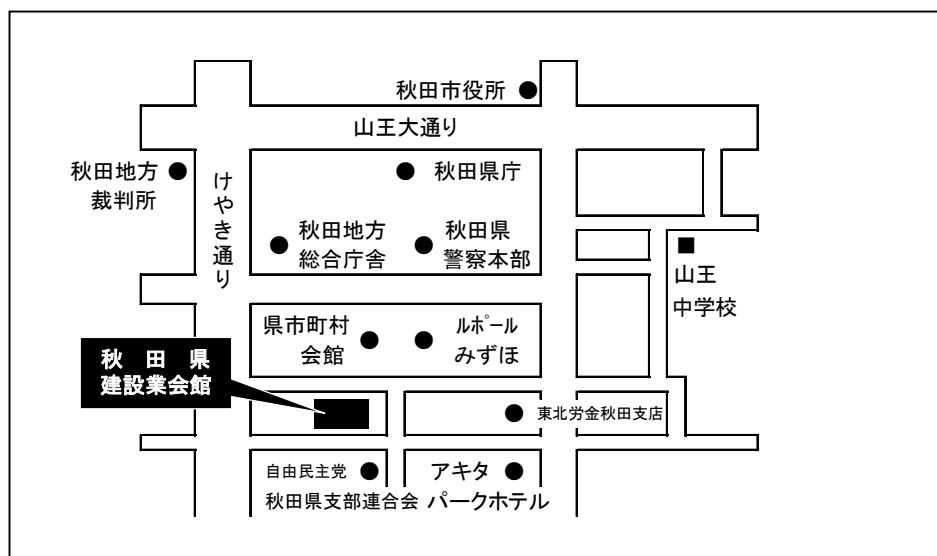 秋田市役所
山王大通り
秋田地方
裁判所
けやき通り
秋田県庁
秋田地方
総合庁舎
秋田県
警察本部
山王
中学校
県市町村
会館
ﾙﾎﾟｰﾙ
みずほ
秋 田 県
建設業会館
東北労金秋田支店
自由民主党
秋田県支部連合会
アキタ
パークホテル